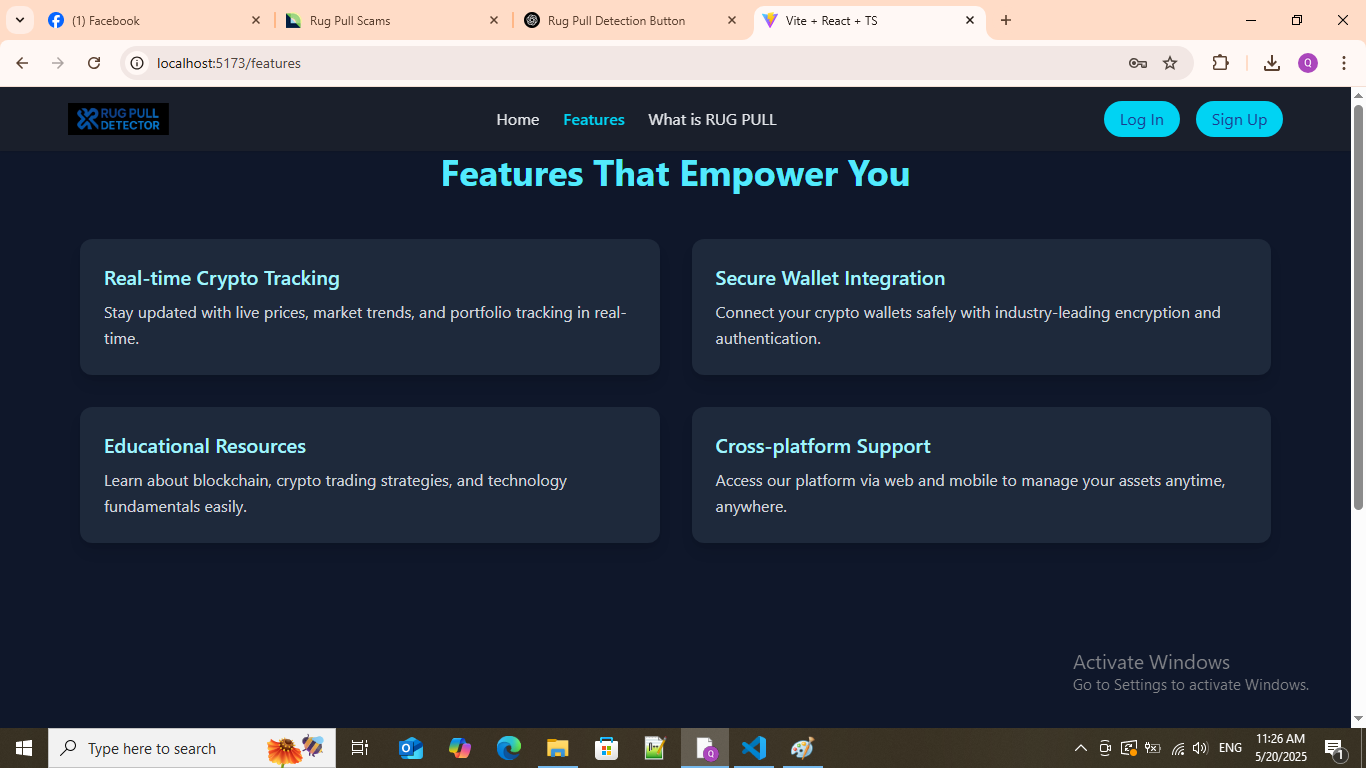 (1) Facebook
Rug Pull Scams
Rug Pull Detection Button
Vite + React + TS
localhost:5173/features
Q
RUG PULL
DETECTOR
Home
Features
What is RUG PULL
Log In
Sign Up
Features That Empower You
Real-time Crypto Tracking
Stay updated with live prices, market trends, and portfolio tracking in real-
time.
Secure Wallet Integration
Connect your crypto wallets safely with industry-leading encryption and
authentication.
Educational Resources
Learn about blockchain, crypto trading strategies, and technology
fundamentals easily.
Cross-platform Support
Access our platform via web and mobile to manage your assets anytime,
anywhere.
Activate Windows
Go to Settings to activate Windows.
Type here to search
Q
ENG
11:26 AM
5/20/2025
1